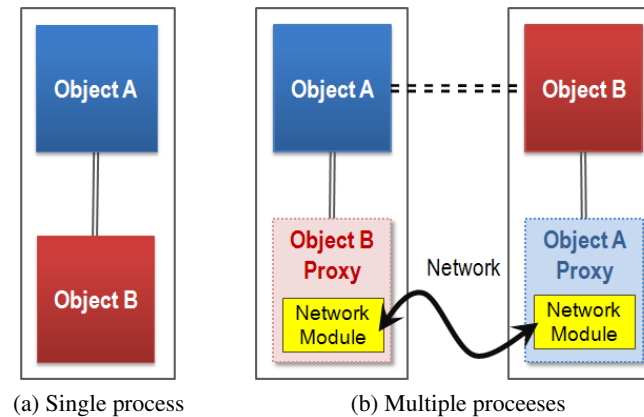 Object A
Object B
(a) Single process
Object A
Object B
Object B
Proxy
Network
Module
Network
Object A
Proxy
Network
Module
(b) Multiple proceeses